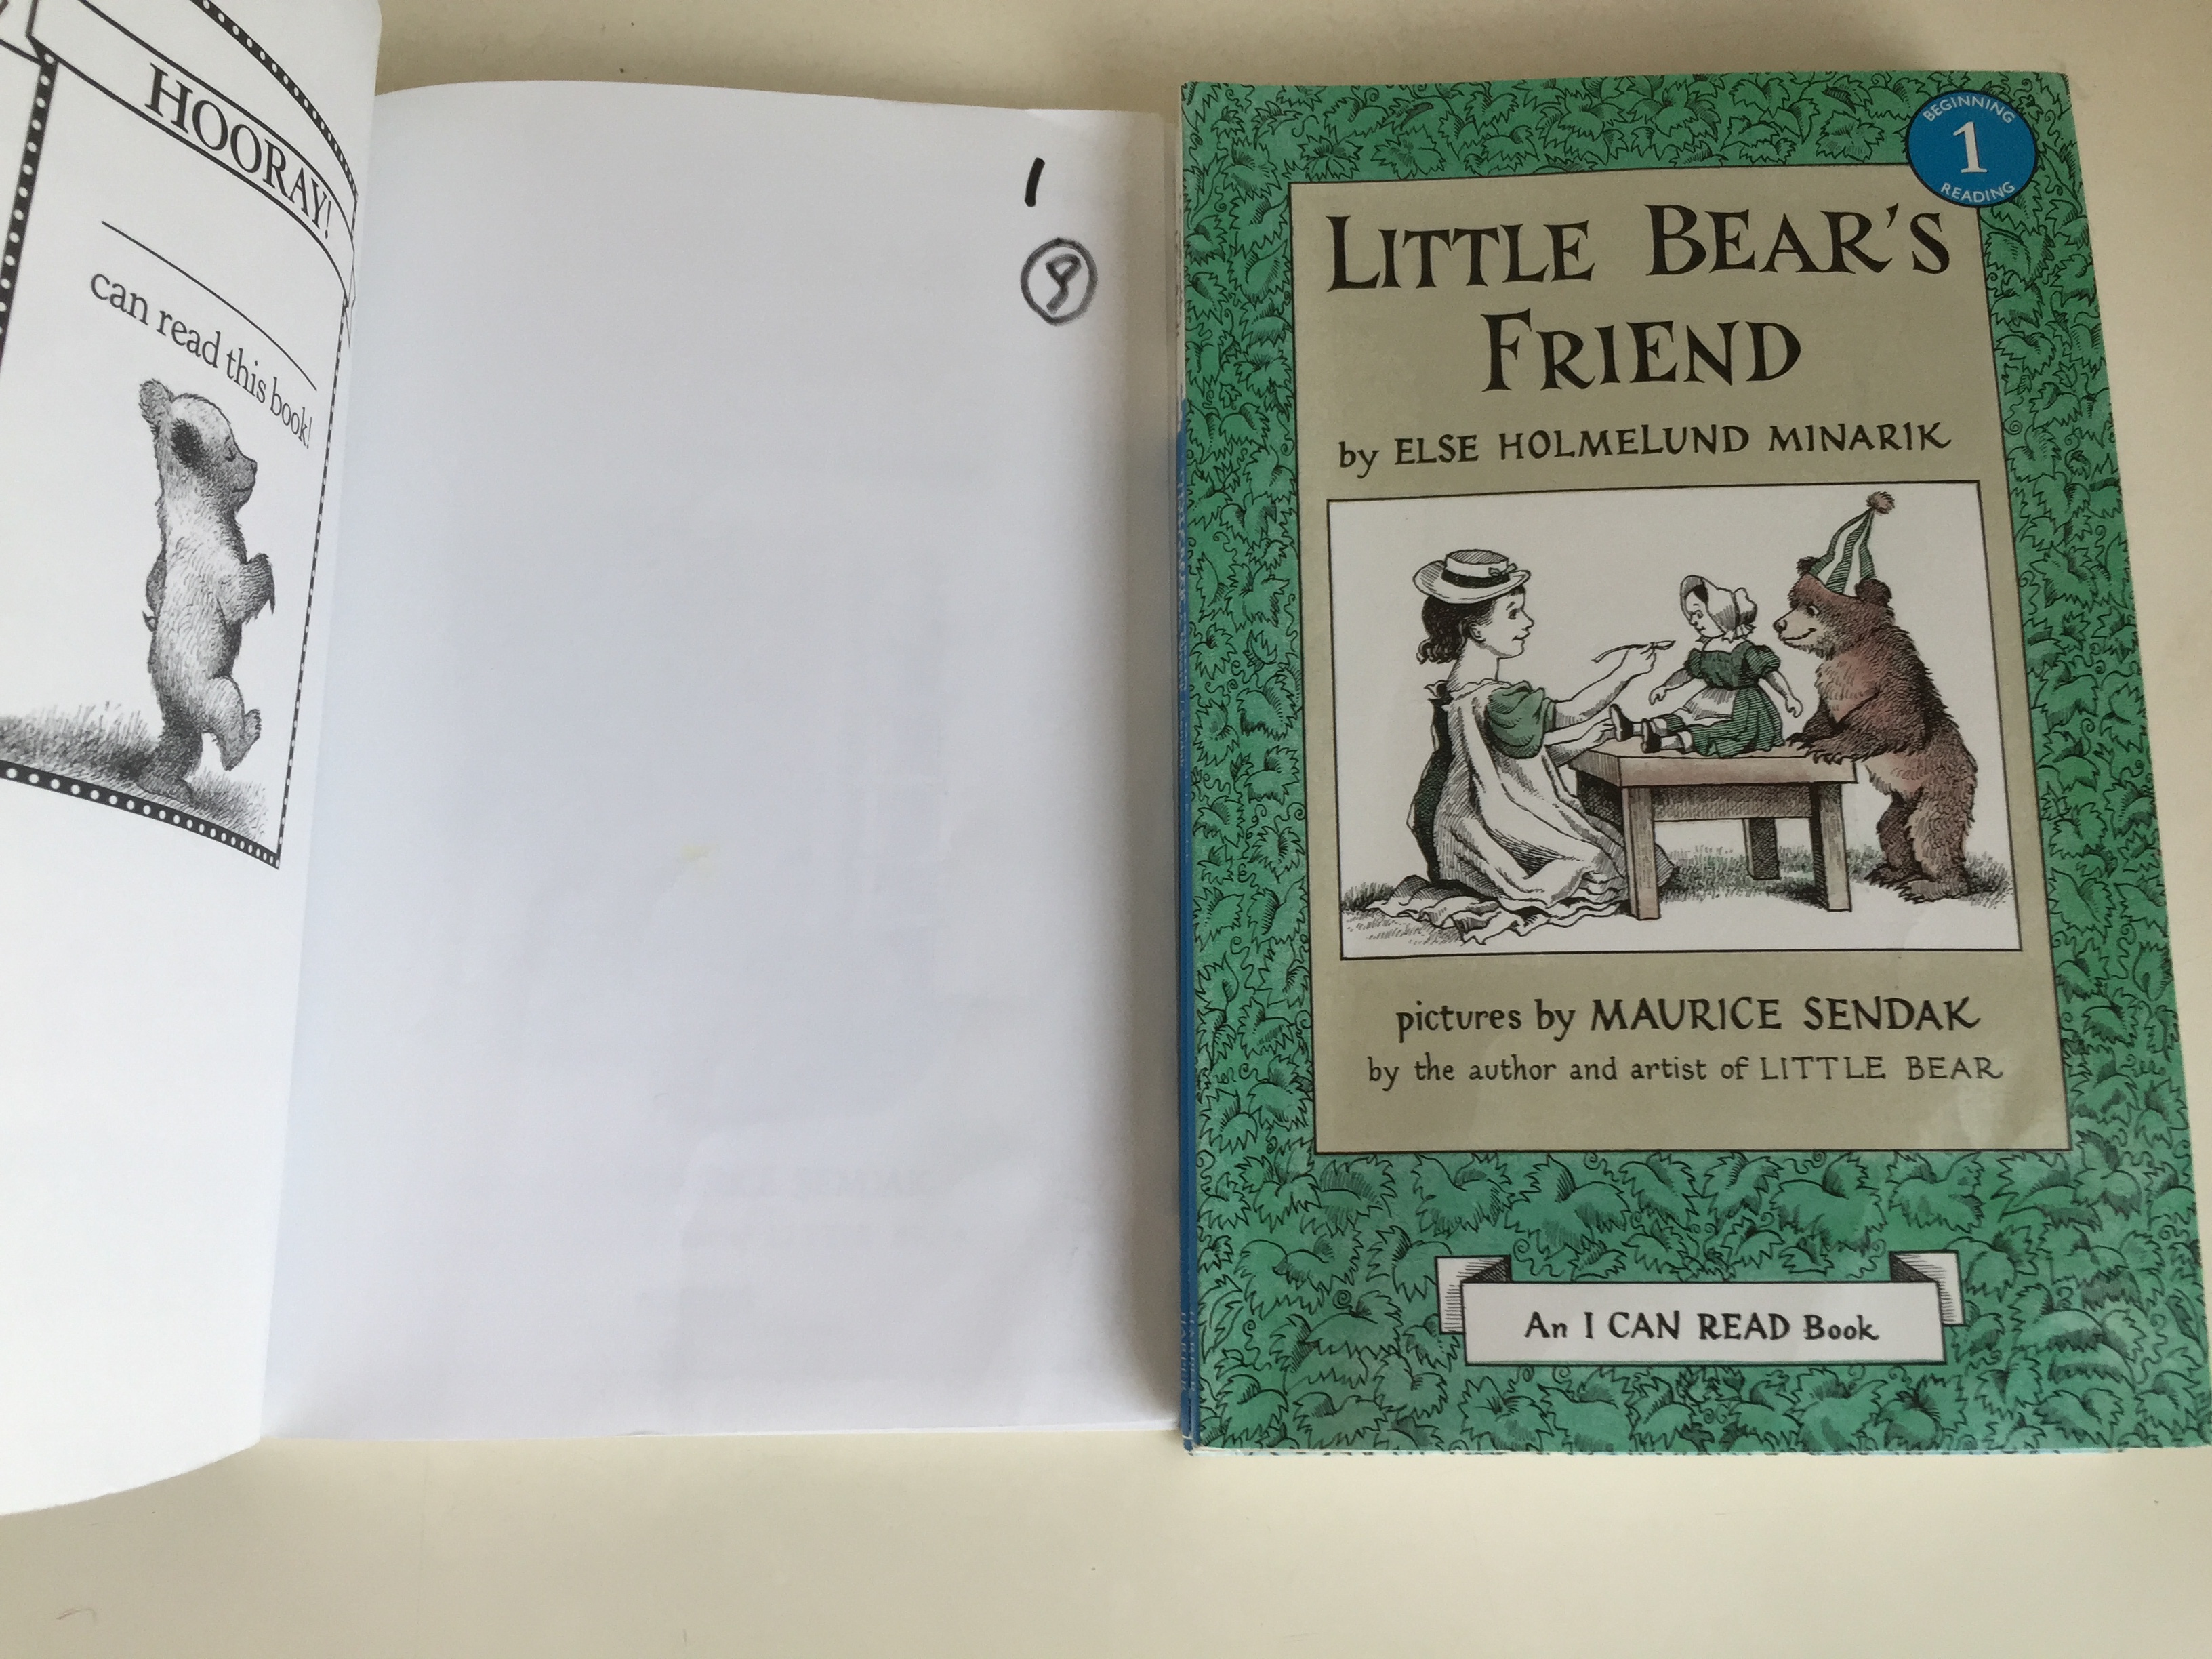 HOORAY!
can read this book!
1
8
BEGINNING
1
READING
LITTLE BEAR'S
FRIEND
by ELSE HOLMELUND MINARIK
pictures by MAURICE SENDAK
by the author and artist of LITTLE BEAR
An I CAN READ Book